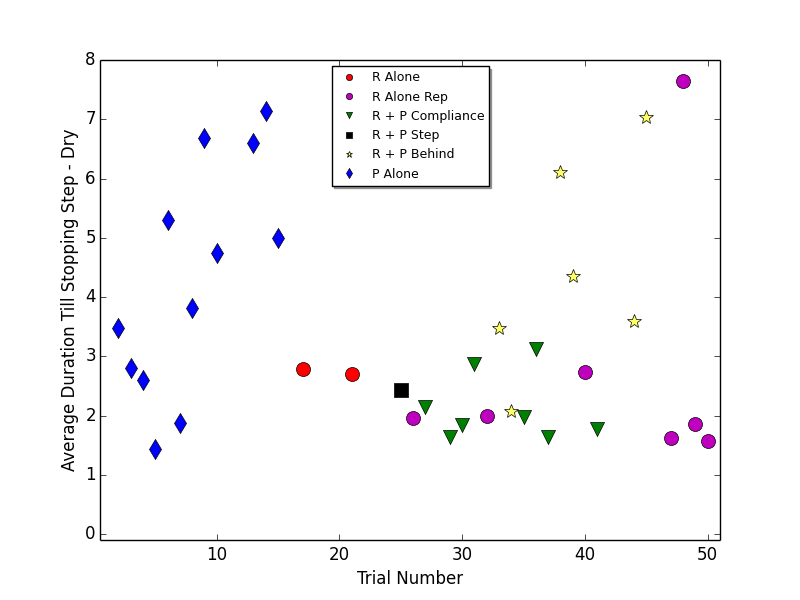 8
7
6
5
4
3
2
1
0
10
20
30
40
50
Average Duration Till Stopping Step - Dry
Trial Number
R Alone
R Alone Rep
R + P Compliance
R + P Step
R + P Behind
P Alone